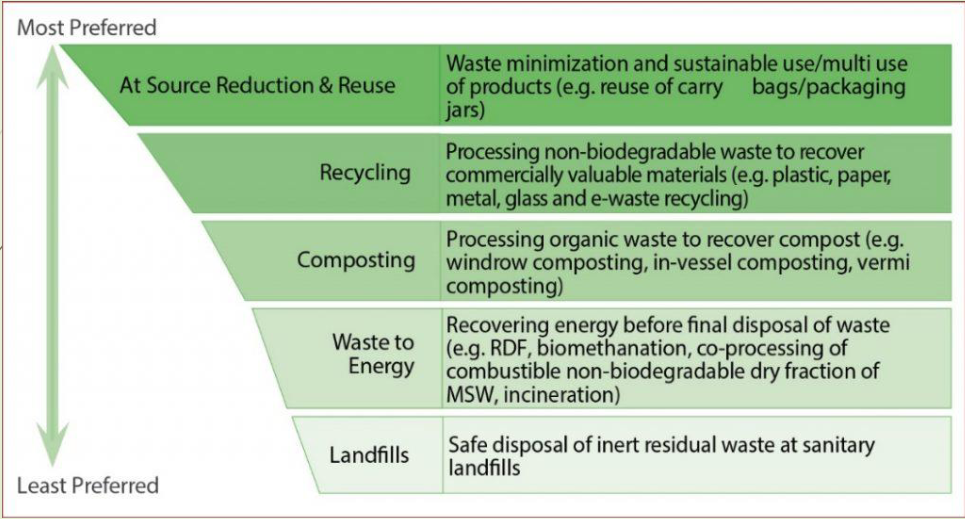 Most Preferred
At Source Reduction & Reuse
Waste minimization and sustainable use/multi use
of products (e.g. reuse of carry bags/packaging
jars)
Recycling
Processing non-biodegradable waste to recover
commercially valuable materials (e.g. plastic, paper,
metal, glass and e-waste recycling)
Composting
Processing organic waste to recover compost (e.g.
windrow composting, in-vessel composting, vermi
composting)
Waste to
Energy
Recovering energy before final disposal of waste
(e.g. RDF, biomethanation, co-processing of
combustible non-biodegradable dry fraction of
MSW, incineration)
Landfills
Safe disposal of inert residual waste at sanitary
landfills
Least Preferred